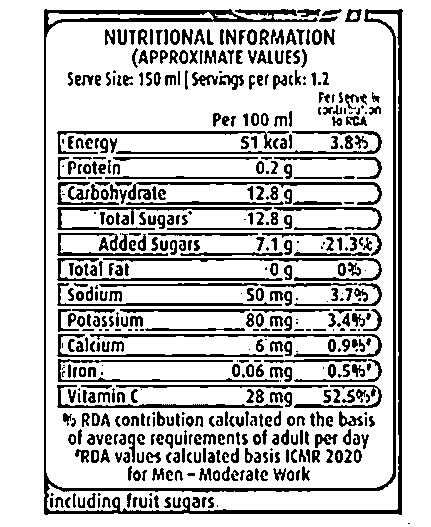 NUTRITIONAL INFORMATION
(APPROXIMATE VALUES)
Serve Size: 150 ml | Servings per pack: 1.2
Per 100 ml Per Serve % contribution to RDA
Energy 51 kcal 3.8%
Protein 0.2 g
Carbohydrate 12.8 g
Total Sugars* 12.8 g
Added Sugars 7.1 g 21.3%
Total Fat 0 g 0%
Sodium 50 mg 3.7%
Potassium 80 mg 3.4%#
Calcium 6 mg 0.9%#
Iron 0.06 mg 0.5%#
Vitamin C 28 mg 52.5%#
% RDA contribution calculated on the basis
of average requirements of adult per day
#RDA values calculated basis ICMR 2020
for Men – Moderate Work
including fruit sugars